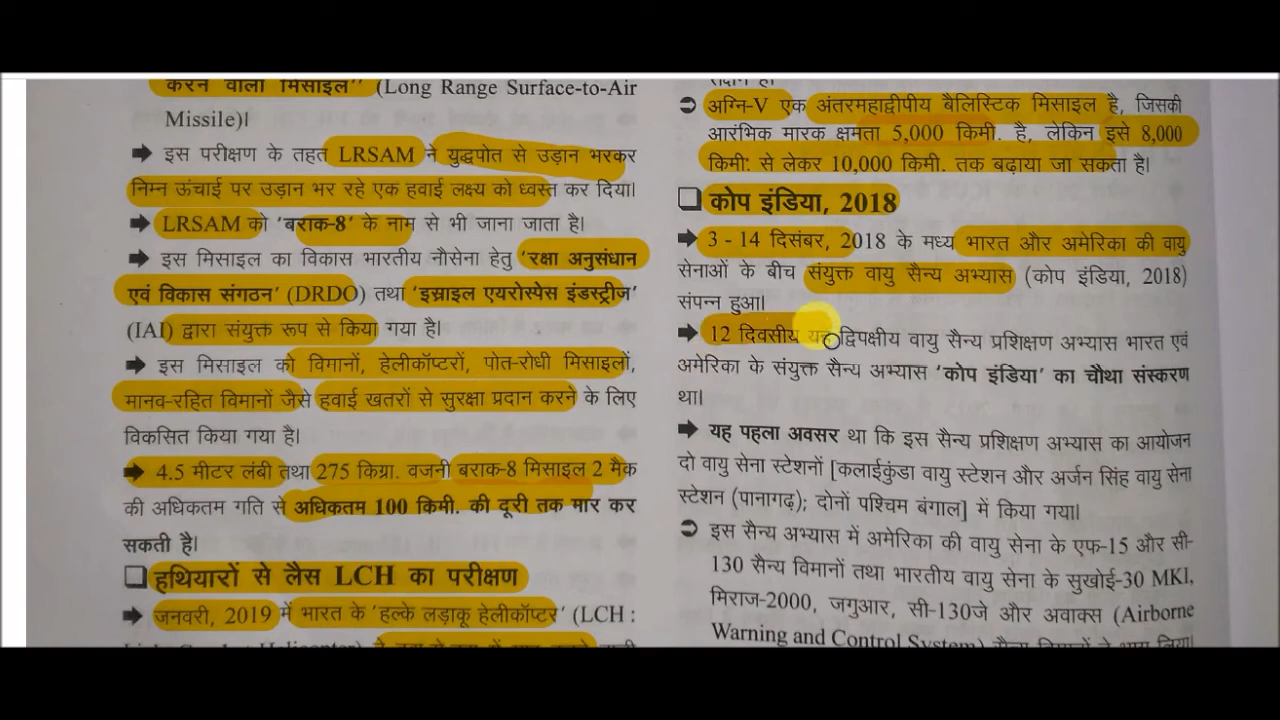 करने वाली मिसाइल'' (Long Range Surface-to-Air
Missile)।
➡ इस परीक्षण के तहत LRSAM ने युद्धपोत से उड़ान भरकर
निम्न ऊंचाई पर उड़ान भर रहे एक हवाई लक्ष्य को ध्वस्त कर दिया।
➡ LRSAM को 'बराक-8' के नाम से भी जाना जाता है।
➡ इस मिसाइल का विकास भारतीय नौसेना हेतु 'रक्षा अनुसंधान
एवं विकास संगठन' (DRDO) तथा 'इस्राइल एयरोस्पेस इंडस्ट्रीज'
(IAI) द्वारा संयुक्त रूप से किया गया है।
➡ इस मिसाइल को विमानों, हेलीकॉप्टरों, पोत-रोधी मिसाइलों,
मानव-रहित विमानों जैसे हवाई खतरों से सुरक्षा प्रदान करने के लिए
विकसित किया गया है।
➡ 4.5 मीटर लंबी तथा 275 किग्रा. वजनी बराक-8 मिसाइल 2 मैक
की अधिकतम गति से अधिकतम 100 किमी. की दूरी तक मार कर
सकती है।
❑ हथियारों से लैस LCH का परीक्षण
➡ जनवरी, 2019 में भारत के 'हल्के लड़ाकू हेलीकॉप्टर' (LCH :
➲ अग्नि-V एक अंतरमहाद्वीपीय बैलिस्टिक मिसाइल है, जिसकी
आरंभिक मारक क्षमता 5,000 किमी. है, लेकिन इसे 8,000
किमी: से लेकर 10,000 किमी. तक बढ़ाया जा सकता है।
❑ कोप इंडिया, 2018
➡ 3 - 14 दिसंबर, 2018 के मध्य भारत और अमेरिका की वायु
सेनाओं के बीच संयुक्त वायु सैन्य अभ्यास (कोप इंडिया, 2018)
संपन्न हुआ।
➡ 12 दिवसीय यह द्विपक्षीय वायु सैन्य प्रशिक्षण अभ्यास भारत एवं
अमेरिका के संयुक्त सैन्य अभ्यास 'कोप इंडिया' का चौथा संस्करण
था।
➡ यह पहला अवसर था कि इस सैन्य प्रशिक्षण अभ्यास का आयोजन
दो वायु सेना स्टेशनों [कलाईकुंडा वायु स्टेशन और अर्जन सिंह वायु सेना
स्टेशन (पानागढ़); दोनों पश्चिम बंगाल] में किया गया।
➲ इस सैन्य अभ्यास में अमेरिका की वायु सेना के एफ-15 और सी-
130 सैन्य विमानों तथा भारतीय वायु सेना के सुखोई-30 MKI,
मिराज-2000, जगुआर, सी-130जे और अवाक्स (Airborne
Warning and Control System) सैन्य विमानों ने भाग लिया।